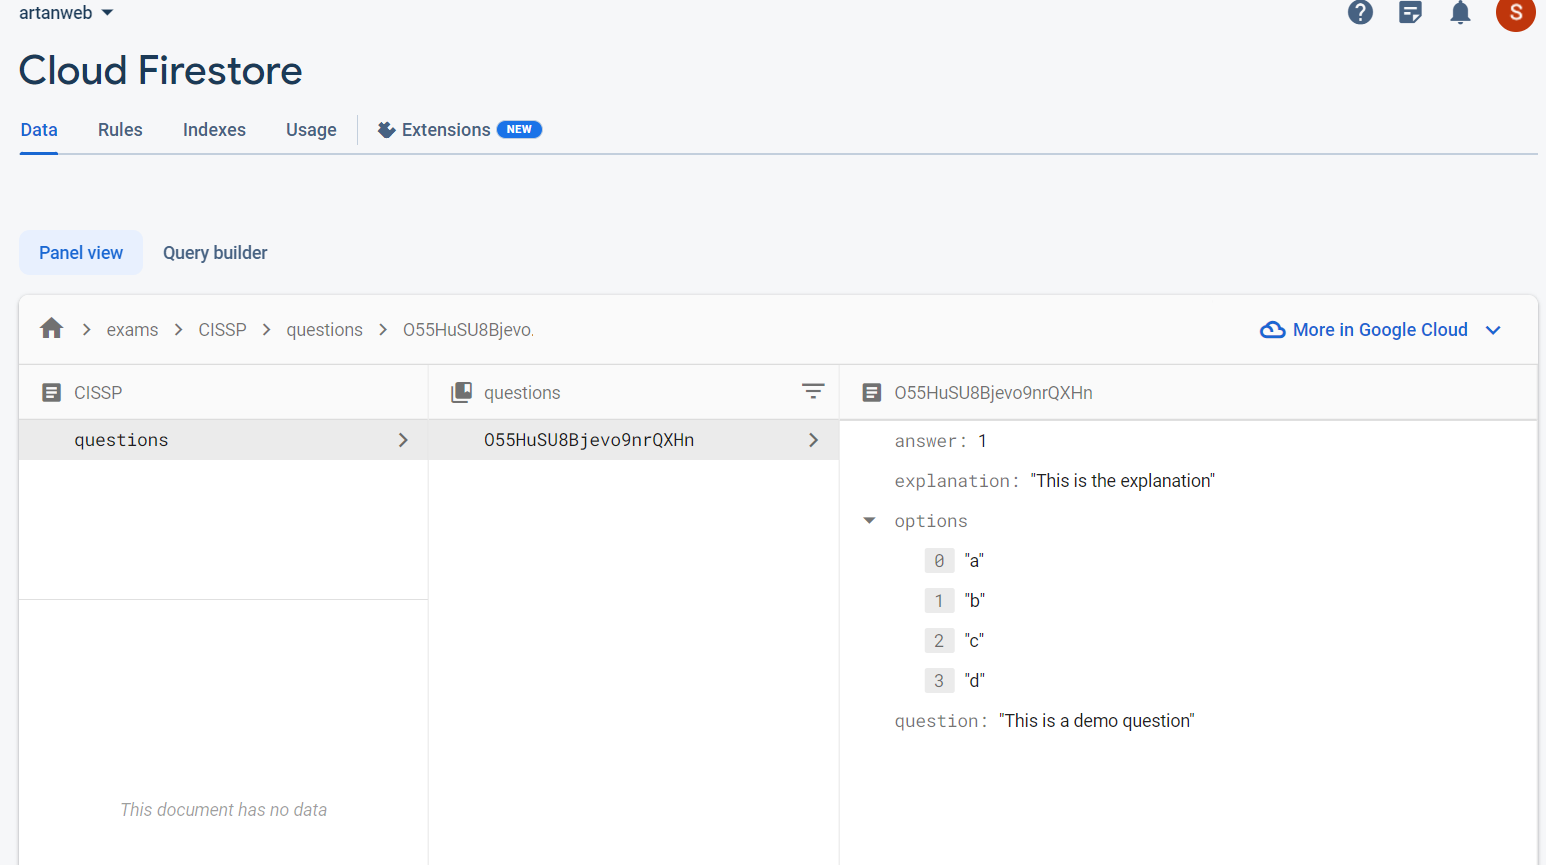 artanweb
S
Cloud Firestore
Data Rules Indexes Usage Extensions NEW
Panel view Query builder
exams CISSP questions O55HuSU8Bjevo. More in Google Cloud
CISSP questions O55HuSU8Bjevo9nrQXHn
questions O55HuSU8Bjevo9nrQXHn answer: 1
explanation: "This is the explanation"
options
0 "a"
1 "b"
2 "c"
3 "d"
question: "This is a demo question"
This document has no data